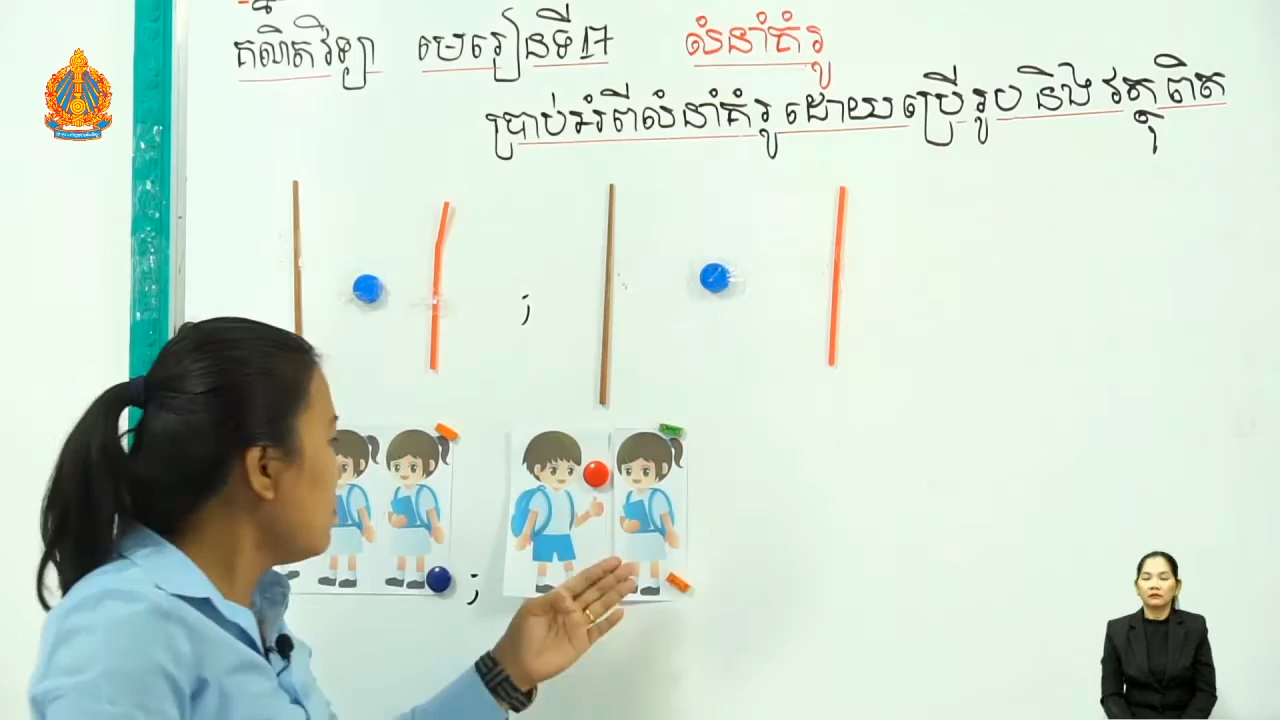 គណិតវិទ្យា មេរៀនទី17 លំនាំគំរូ
ប្រាប់អំពីលំនាំគំរូដោយប្រើរូប និង វត្ថុពិត
;
;